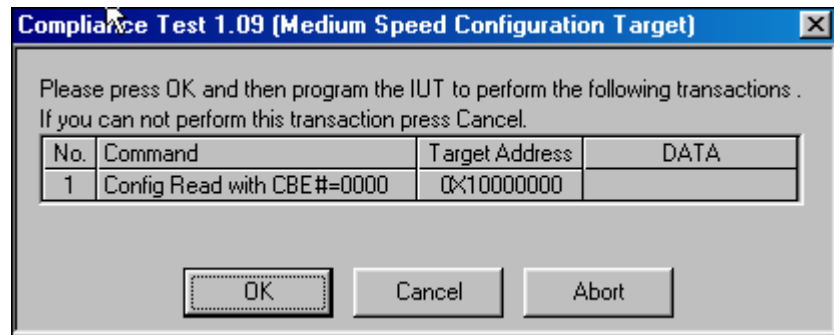 Compliance Test 1.09 (Medium Speed Configuration Target)
Please press OK and then program the IUT to perform the following transactions .
If you can not perform this transaction press Cancel.
No. Command Target Address DATA
1 Config Read with CBE#=0000 0X10000000
OK Cancel Abort